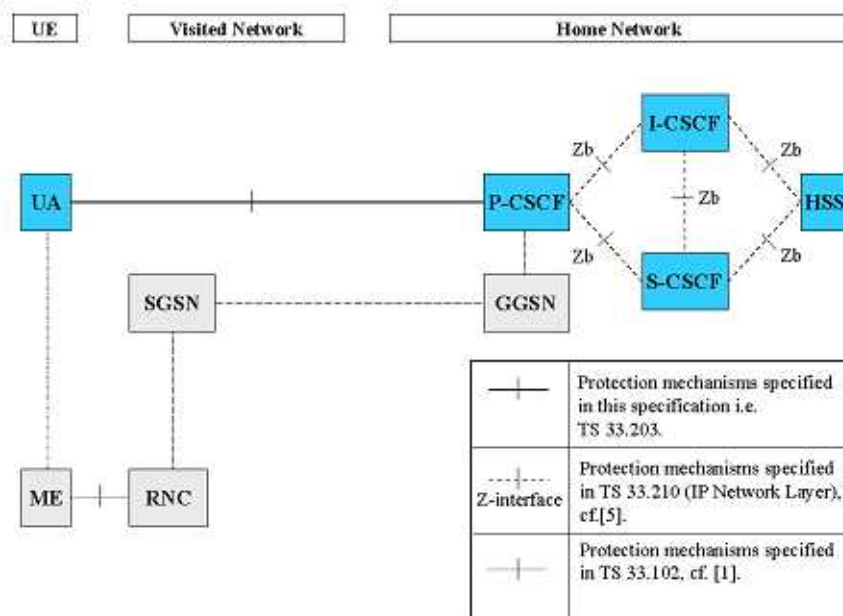 UE
Visited Network
Home Network
I-CSCF
Zb
Zb
UA
P-CSCF
Zb
HSS
Zb
Zb
S-CSCF
SGSN
GGSN
Protection mechanisms specified
in this specification i.e.
TS 33.203.
ME
RNC
Z-interface
Protection mechanisms specified
in TS 33.210 (IP Network Layer),
cf.[5].
Protection mechanisms specified
in TS 33.102, cf. [1].